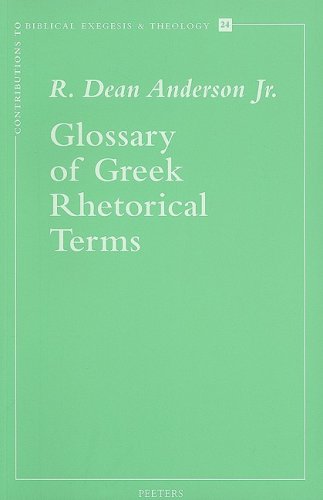 CONTRIBUTIONS TO
BIBLICAL EXEGESIS & THEOLOGY 24
R. Dean Anderson Jr.
Glossary
of Greek
Rhetorical
Terms
PEETERS